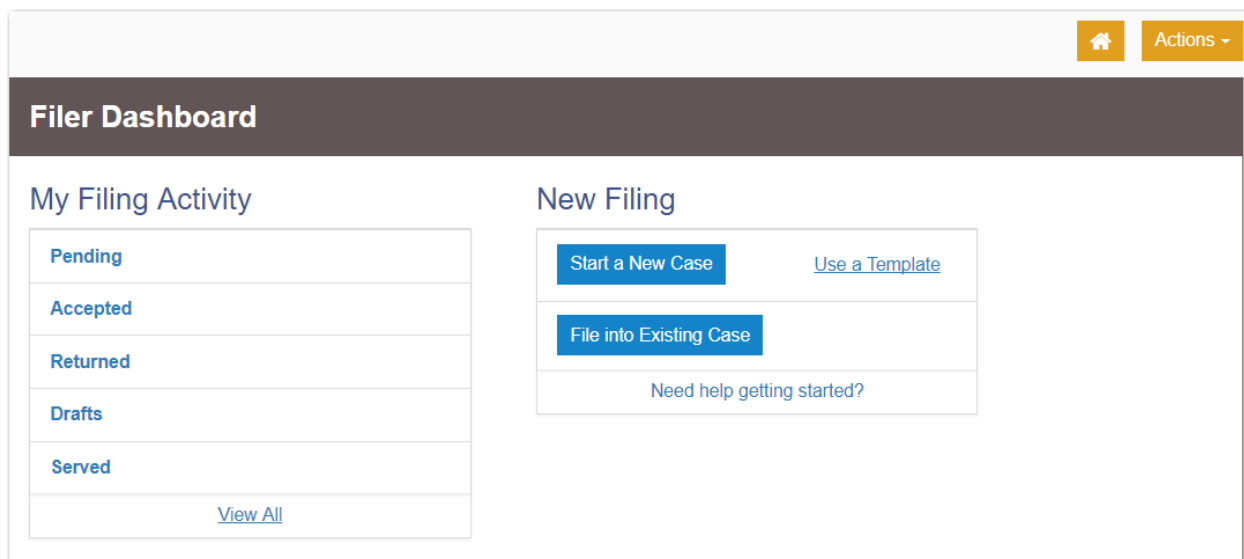 Actions
Filer Dashboard
My Filing Activity
Pending
Accepted
Returned
Drafts
Served
View All
New Filing
Start a New Case
Use a Template
File into Existing Case
Need help getting started?